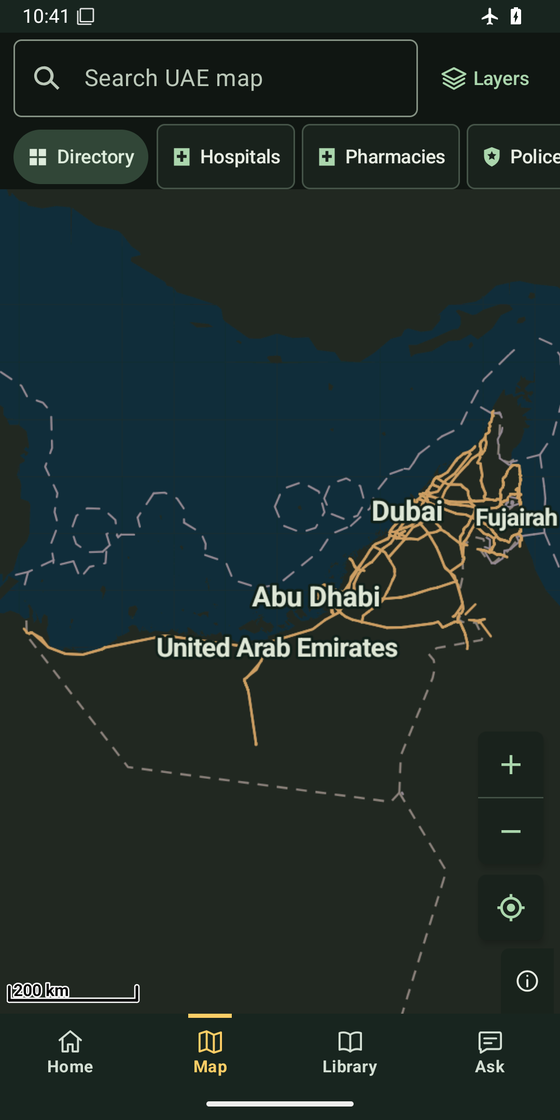 10:41
Search UAE map
Layers
Directory
Hospitals
Pharmacies
Police
Dubai
Fujairah
Abu Dhabi
United Arab Emirates
200 km
Home
Map
Library
Ask